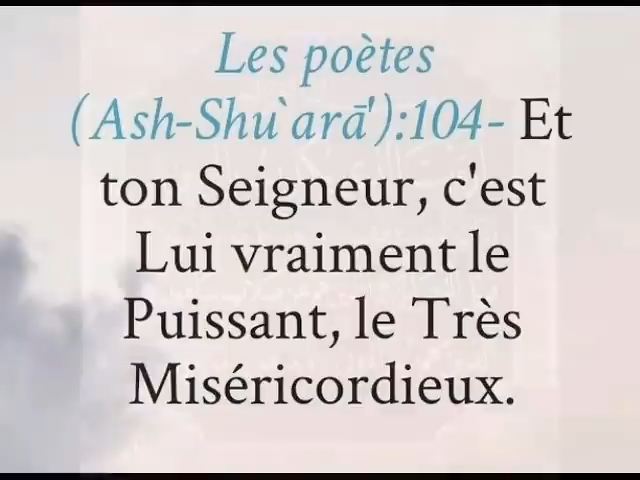 Les poètes
(Ash-Shu`arā'):104- Et
ton Seigneur, c'est
Lui vraiment le
Puissant, le Très
Miséricordieux.